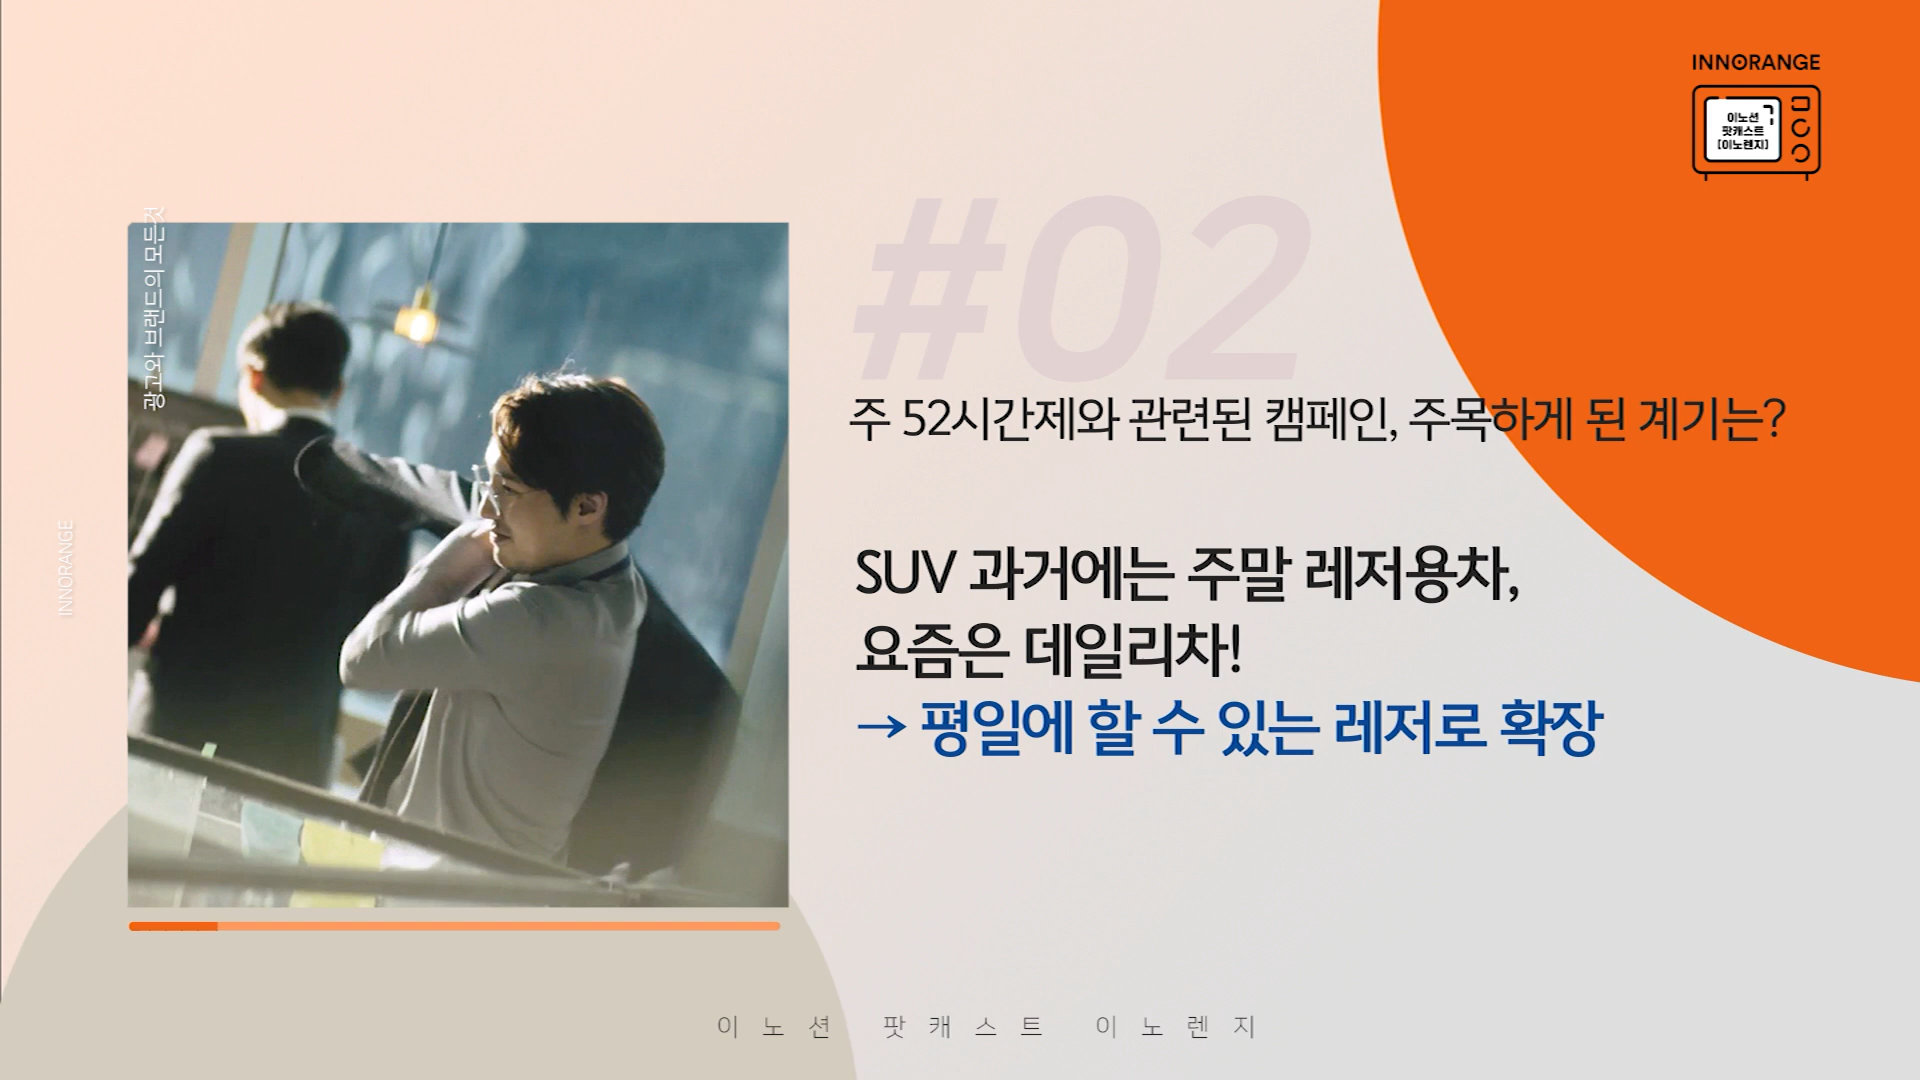 INNORANGE
이노션
팟캐스트
[이노렌지]
광고와 브랜드의 모든것
INNORANGE
#02
주 52시간제와 관련된 캠페인, 주목하게 된 계기는?
SUV 과거에는 주말 레저용차,
요즘은 데일리차!
→ 평일에 할 수 있는 레저로 확장
이노션 팟캐스트 이노렌지